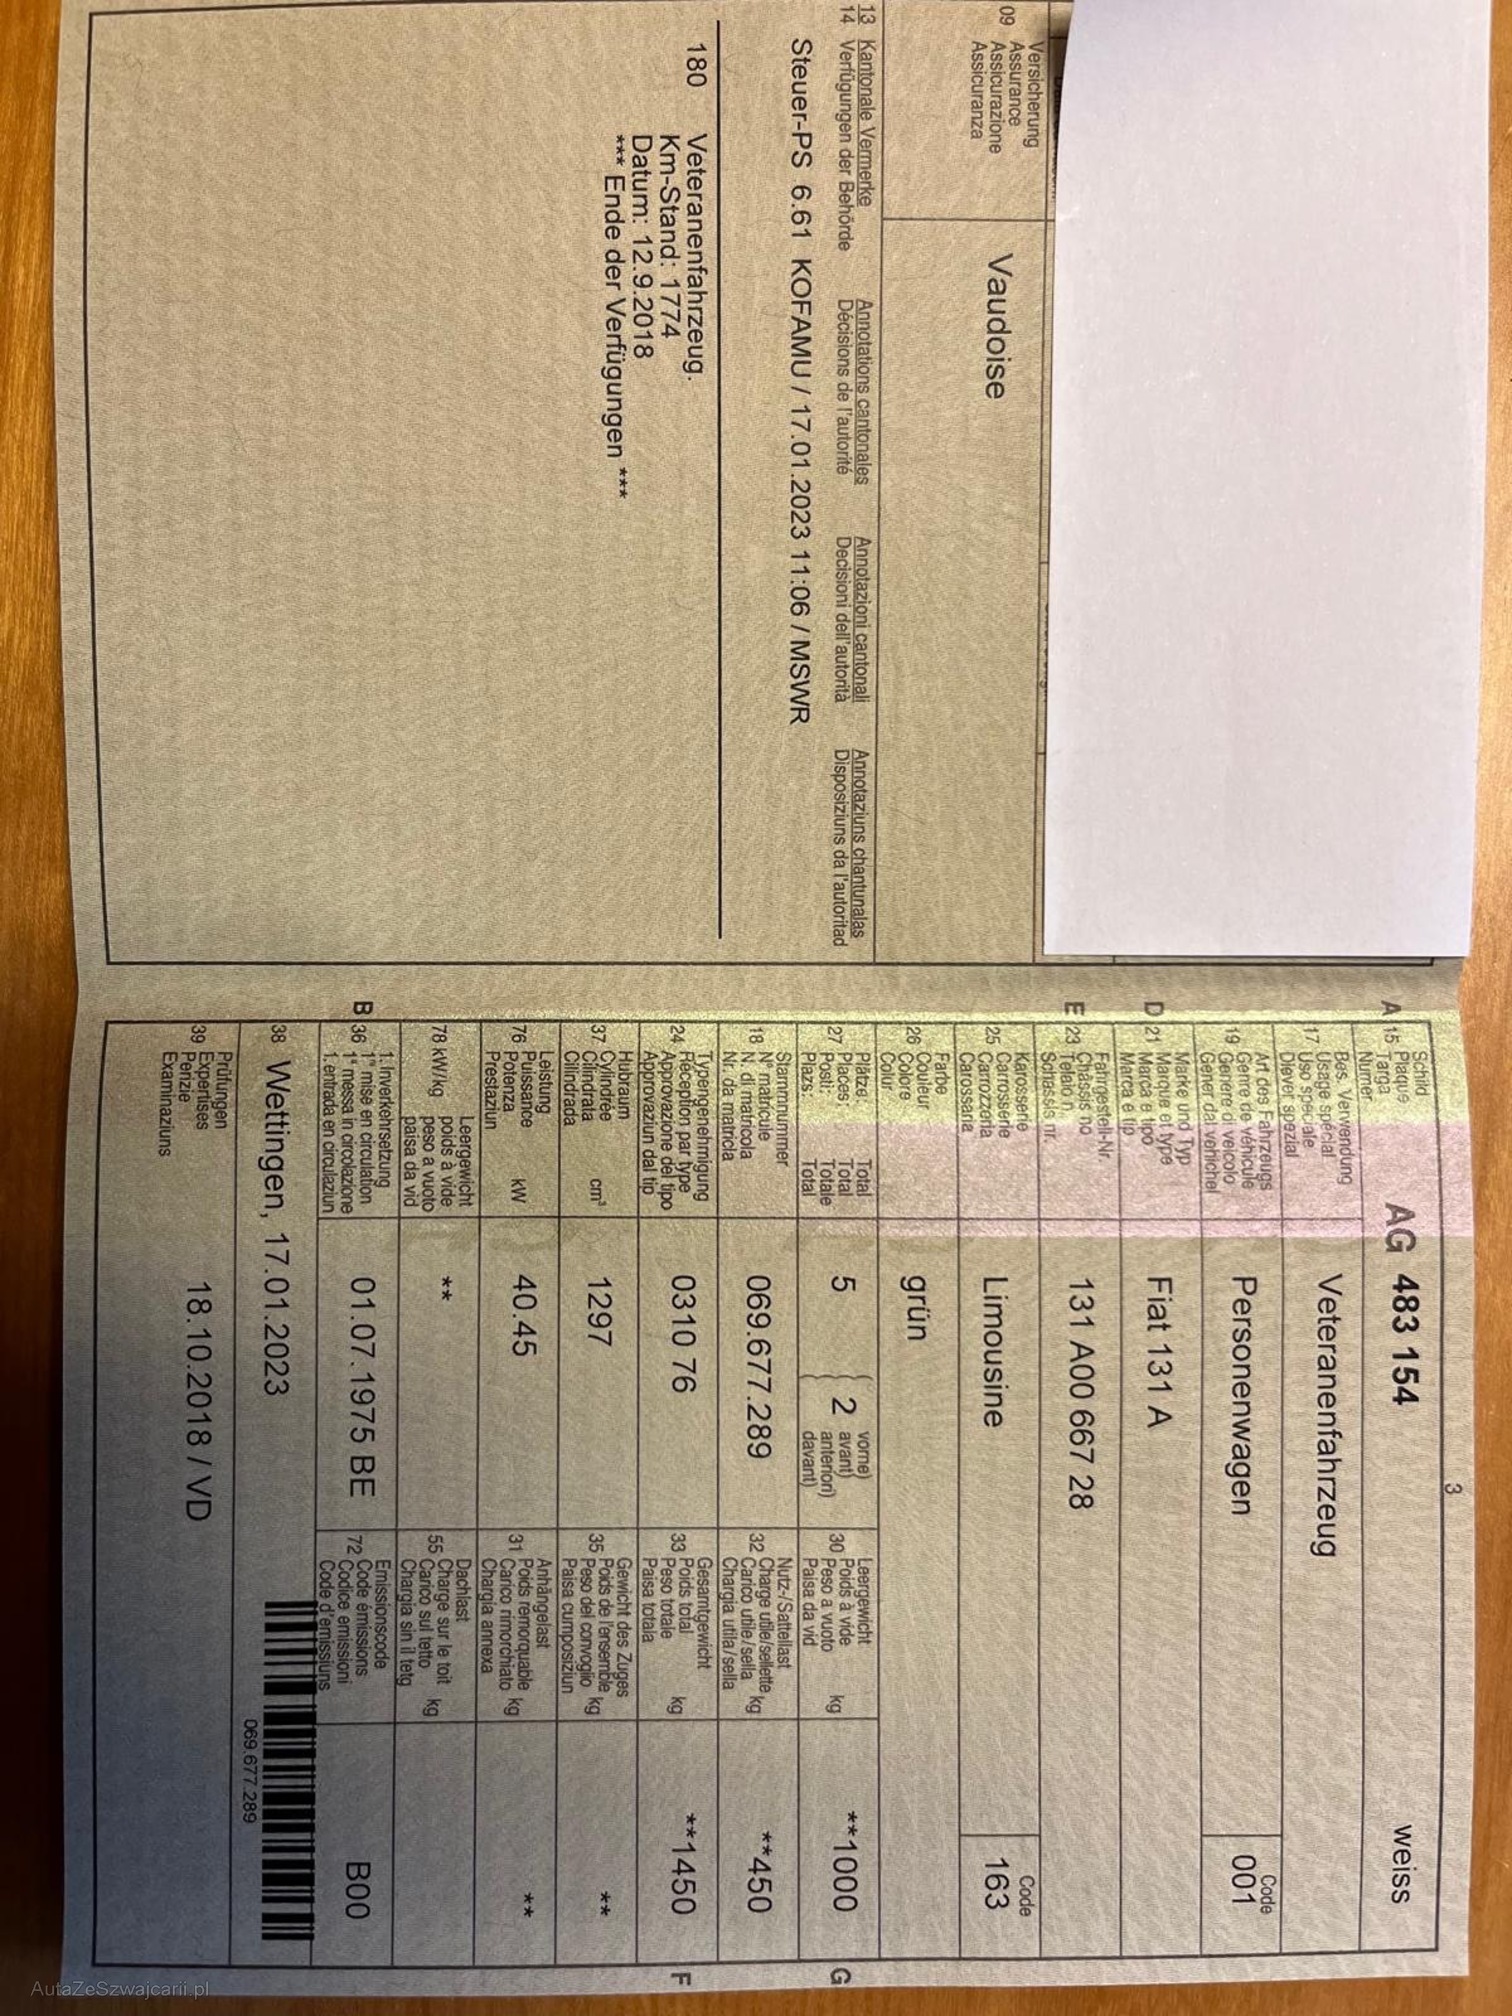 Versicherung
09 Assurance
Assicurazione
Assicuranza
Vaudoise
13 Kantonale Vermerke Annotations cantonales Annotazioni cantonali Annotaziuns chantunalas
14 Verfügungen der Behörde Décisions de l'autorité Decisioni dell'autorità Disposiziuns da l'autoritad
Steuer-PS 6.61 KOFAMU / 17.01.2023 11:06 / MSWR
180 Veteranenfahrzeug.
Km-Stand: 1774
Datum: 12.9.2018
*** Ende der Verfügungen ***
3
A 15 Schild
Plaque
Targa
Numer
AG 483 154 weiss
17 Bes. Verwendung
Usage spécial
Uso speciale
Diever spezial
Veteranenfahrzeug
19 Art des Fahrzeugs
Genre de véhicule
Genere di veicolo
Gener dal vehichel
Personenwagen
Code
001
D 21 Marke und Typ
Marque et type
Marca e tipo
Marca e tip
Fiat 131 A
E 23 Fahrgestell-Nr.
Châssis no
Telaio n.
Schassis nr.
131 A00 667 28
25 Karosserie
Carrosserie
Carrozzeria
Carossaria
Limousine
Code
163
26 Farbe
Couleur
Colore
Colur
grün
27 Plätze: Total
Places: Total
Posti: Totale
Plazs: Total
5
2 vorne)
avant)
anteriori)
davant)
30 Leergewicht
Poids à vide
Peso a vuoto
Paisa da vid
kg
**1000
G
18 Stammnummer
N° matricule
N. di matricola
Nr. da matricla
069.677.289
32 Nutz-/Sattellast
Charge utile/sellette
Carico utile/sella
Chargia utila/sella
kg
**450
24 Typengenehmigung
Réception par type
Approvazione del tipo
Approvaziun dal tip
0310 76
33 Gesamtgewicht
Poids total
Peso totale
Paisa totala
kg
**1450
F
37 Hubraum
Cylindrée
Cilindrata
Cilindrada
cm³
1297
35 Gewicht des Zuges
Poids de l'ensemble
Peso del convoglio
Paisa cumposiziun
kg
**
76 Leistung
Puissance
Potenza
Prestaziun
kW
40.45
31 Anhängelast
Poids remorquable
Carico rimorchiato
Chargia annexa
kg
**
78 kW/kg Leergewicht
poids à vide
peso a vuoto
paisa da vid
**
55 Dachlast
Charge sur le toit
Carico sul tetto
Chargia sin il tetg
kg
B 36 1. Inverkehrsetzung
1re mise en circulation
1a messa in circolazione
1. entrada en circulaziun
01.07.1975 BE
72 Emissionscode
Code émissions
Codice emissioni
Code d'emissiuns
B00
38 Wettingen, 17.01.2023
069.677.289
39 Prüfungen
Expertises
Perizie
Examinaziuns
18.10.2018 / VD
AutaZeSzwajcarii.pl